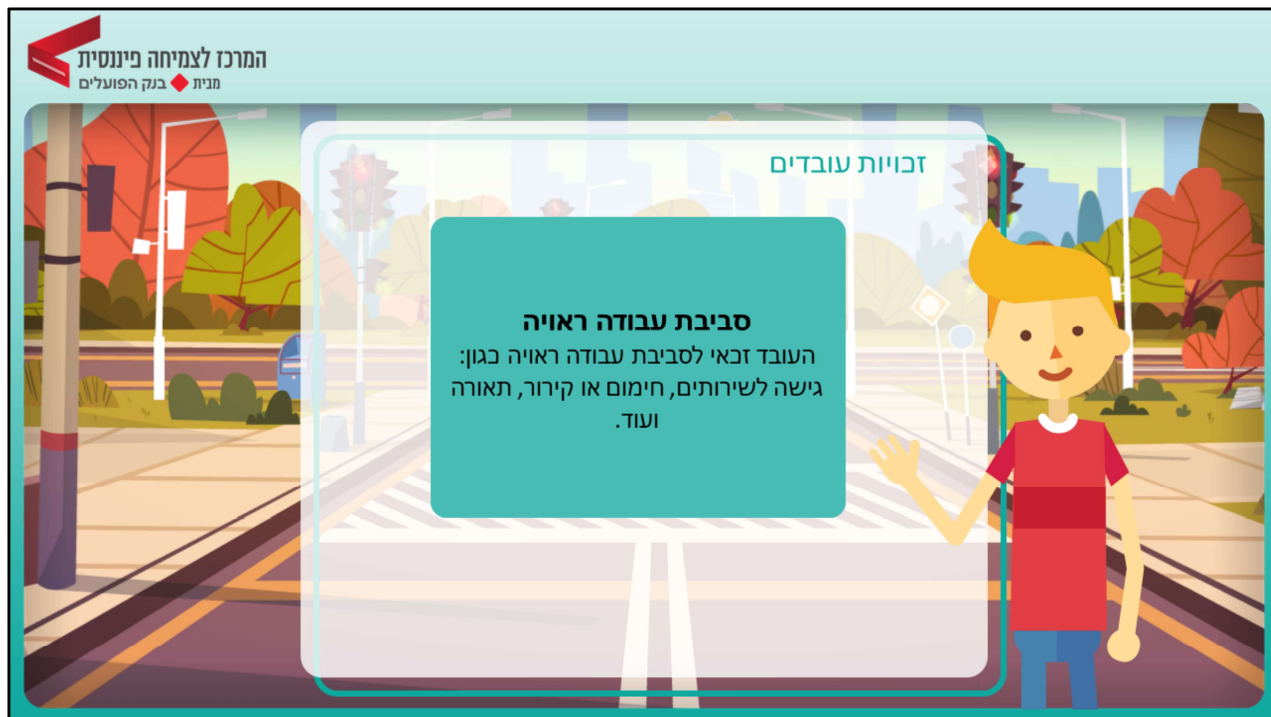 המרכז לצמיחה פיננסית
מבית בנק הפועלים
זכויות עובדים
סביבת עבודה ראויה
העובד זכאי לסביבת עבודה ראויה כגון:
גישה לשירותים, חימום או קירור, תאורה
ועוד.